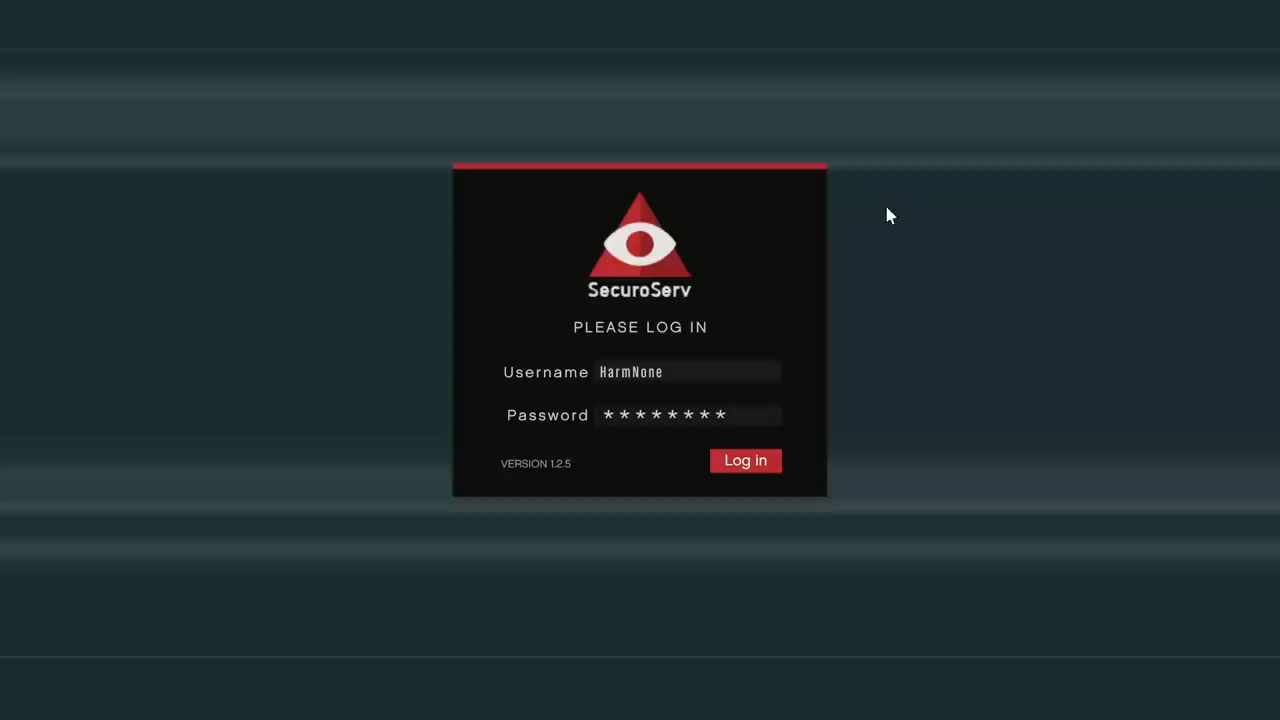 SecuroServ
PLEASE LOG IN
Username HarmNone
Password ********
VERSION 1.2.5
Log in